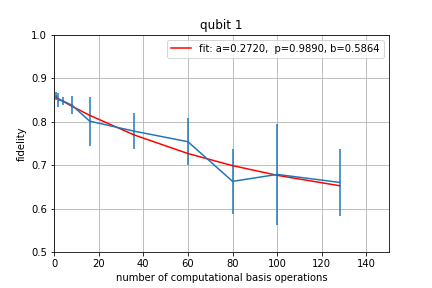 qubit 1
fit: a=0.2720,  p=0.9890, b=0.5864
1.0
0.9
0.8
0.7
0.6
0.5
fidelity
0 20 40 60 80 100 120 140
number of computational basis operations